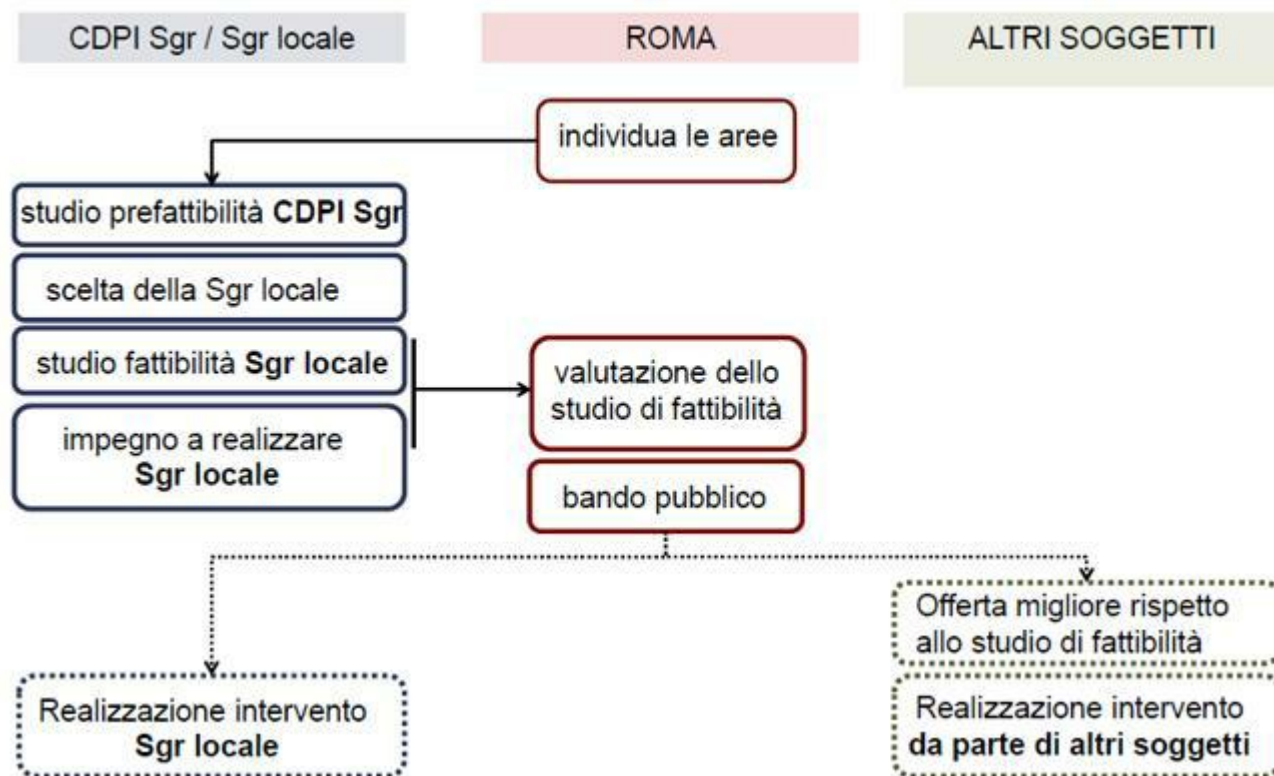 CDPI Sgr / Sgr locale
ROMA
ALTRI SOGGETTI
individua le aree
studio prefattibilità CDPI Sgr
scelta della Sgr locale
studio fattibilità Sgr locale
impegno a realizzare
Sgr locale
valutazione dello
studio di fattibilità
bando pubblico
Offerta migliore rispetto
allo studio di fattibilità
Realizzazione intervento
Sgr locale
Realizzazione intervento
da parte di altri soggetti